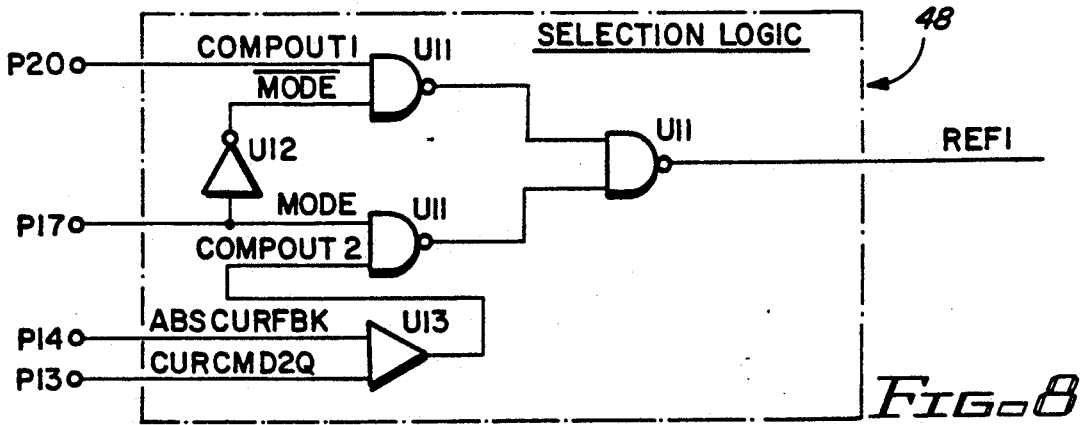 48
SELECTION LOGIC
COMPOUT1
U11
P20
MODE
U12
U11
REF1
P17
MODE
U11
COMPOUT 2
P14
ABSCURFBK
U13
P13
CURCMD2Q
FIG-8